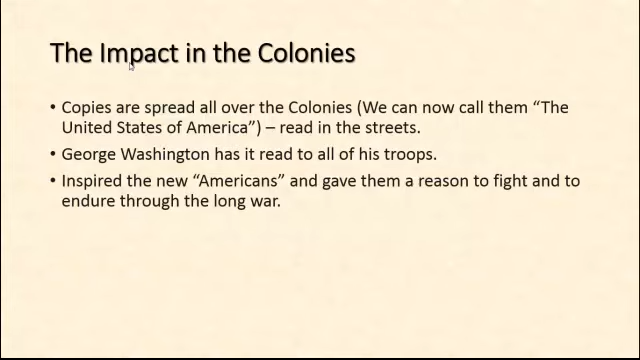 The Impact in the Colonies
• Copies are spread all over the Colonies (We can now call them “The
United States of America”) – read in the streets.
• George Washington has it read to all of his troops.
• Inspired the new “Americans” and gave them a reason to fight and to
endure through the long war.